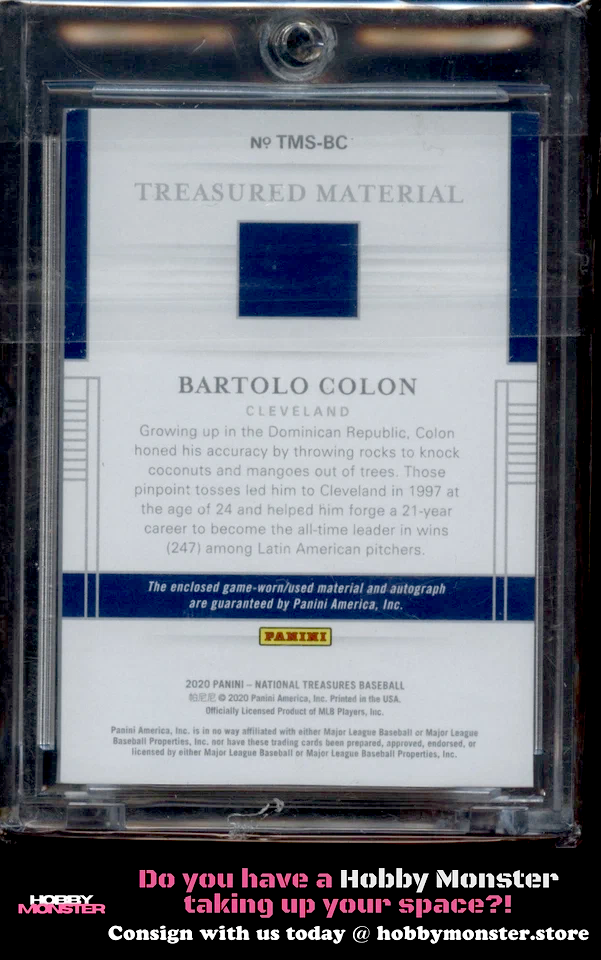 Nº TMS-BC
TREASURED MATERIAL
BARTOLO COLON
CLEVELAND
Growing up in the Dominican Republic, Colon
honed his accuracy by throwing rocks to knock
coconuts and mangoes out of trees. Those
pinpoint tosses led him to Cleveland in 1997 at
the age of 24 and helped him forge a 21-year
career to become the all-time leader in wins
(247) among Latin American pitchers.
The enclosed game-worn/used material and autograph
are guaranteed by Panini America, Inc.
PANINI
2020 PANINI – NATIONAL TREASURES BASEBALL
帕尼尼 © 2020 Panini America, Inc. Printed in the USA.
Officially Licensed Product of MLB Players, Inc.
Panini America, Inc. is in no way affiliated with either Major League Baseball or Major League
Baseball Properties, Inc. nor have these trading cards been prepared, approved, endorsed, or
licensed by either Major League Baseball or Major League Baseball Properties, Inc.
HOBBY
MONSTER
Do you have a Hobby Monster
taking up your space?!
Consign with us today @ hobbymonster.store